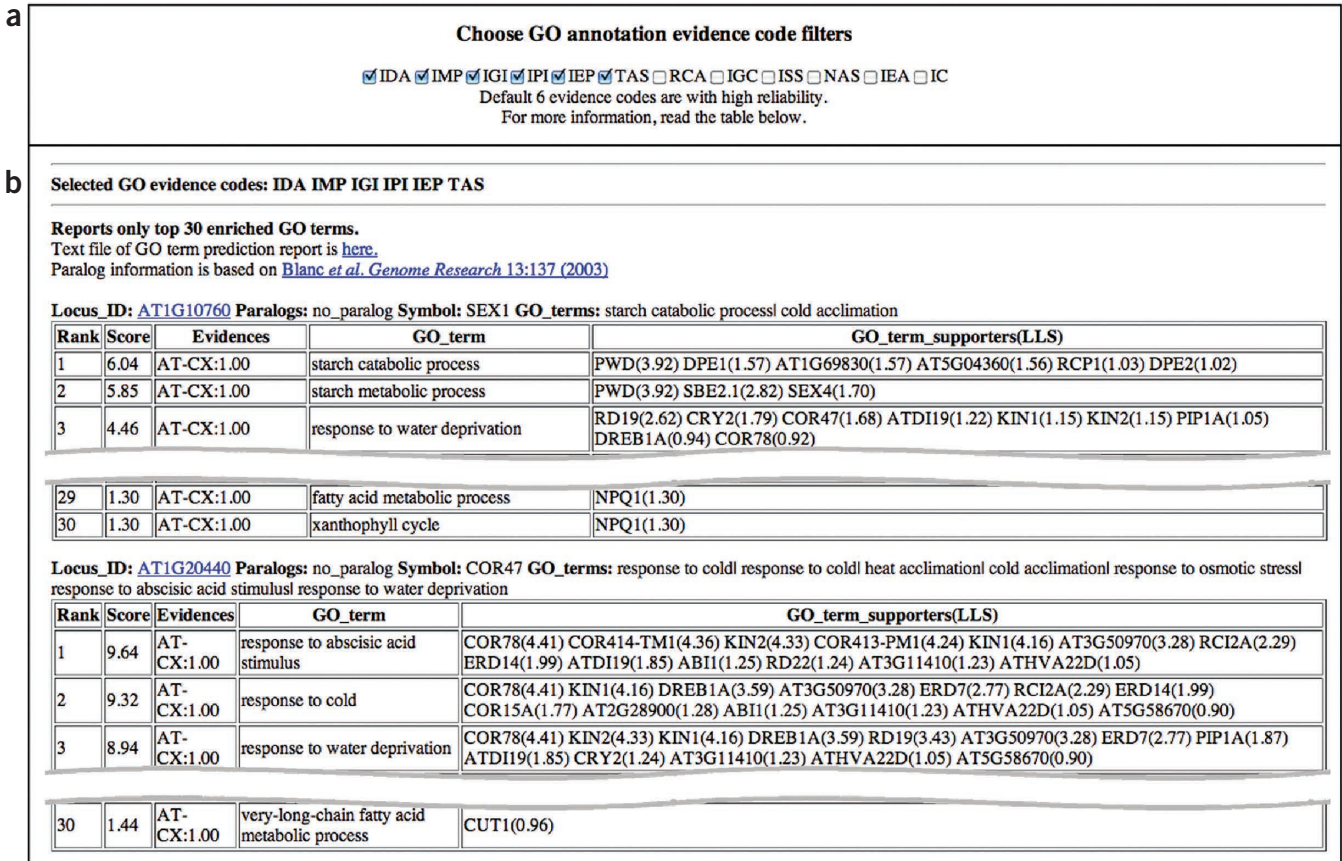 a
Choose GO annotation evidence code filters
IDA IMP IGI IPI IEP TAS RCA IGC ISS NAS IEA IC
Default 6 evidence codes are with high reliability.
For more information, read the table below.
b
Selected GO evidence codes: IDA IMP IGI IPI IEP TAS
Reports only top 30 enriched GO terms.
Text file of GO term prediction report is here.
Paralog information is based on Blanc et al. Genome Research 13:137 (2003)
Locus_ID: AT1G10760 Paralogs: no_paralog Symbol: SEX1 GO_terms: starch catabolic process| cold acclimation
Rank Score Evidences GO_term GO_term_supporters(LLS)
1 6.04 AT-CX:1.00 starch catabolic process PWD(3.92) DPE1(1.57) AT1G69830(1.57) AT5G04360(1.56) RCP1(1.03) DPE2(1.02)
2 5.85 AT-CX:1.00 starch metabolic process PWD(3.92) SBE2.1(2.82) SEX4(1.70)
3 4.46 AT-CX:1.00 response to water deprivation RD19(2.62) CRY2(1.79) COR47(1.68) ATDI19(1.22) KIN1(1.15) KIN2(1.15) PIP1A(1.05)
DREB1A(0.94) COR78(0.92)
29 1.30 AT-CX:1.00 fatty acid metabolic process NPQ1(1.30)
30 1.30 AT-CX:1.00 xanthophyll cycle NPQ1(1.30)
Locus_ID: AT1G20440 Paralogs: no_paralog Symbol: COR47 GO_terms: response to cold| response to cold| heat acclimation| cold acclimation| response to osmotic stress|
response to abscisic acid stimulus| response to water deprivation
Rank Score Evidences GO_term GO_term_supporters(LLS)
1 9.64 AT-CX:1.00 response to abscisic acid stimulus COR78(4.41) COR414-TM1(4.36) KIN2(4.33) COR413-PM1(4.24) KIN1(4.16) AT3G50970(3.28) RCI2A(2.29)
ERD14(1.99) ATDI19(1.85) ABI1(1.25) RD22(1.24) AT3G11410(1.23) ATHVA22D(1.05)
2 9.32 AT-CX:1.00 response to cold COR78(4.41) KIN1(4.16) DREB1A(3.59) AT3G50970(3.28) ERD7(2.77) RCI2A(2.29) ERD14(1.99)
COR15A(1.77) AT2G28900(1.28) ABI1(1.25) AT3G11410(1.23) ATHVA22D(1.05) AT5G58670(0.90)
3 8.94 AT-CX:1.00 response to water deprivation COR78(4.41) KIN2(4.33) KIN1(4.16) DREB1A(3.59) RD19(3.43) AT3G50970(3.28) ERD7(2.77) PIP1A(1.87)
ATDI19(1.85) CRY2(1.24) AT3G11410(1.23) ATHVA22D(1.05) AT5G58670(0.90)
30 1.44 AT-CX:1.00 very-long-chain fatty acid metabolic process CUT1(0.96)